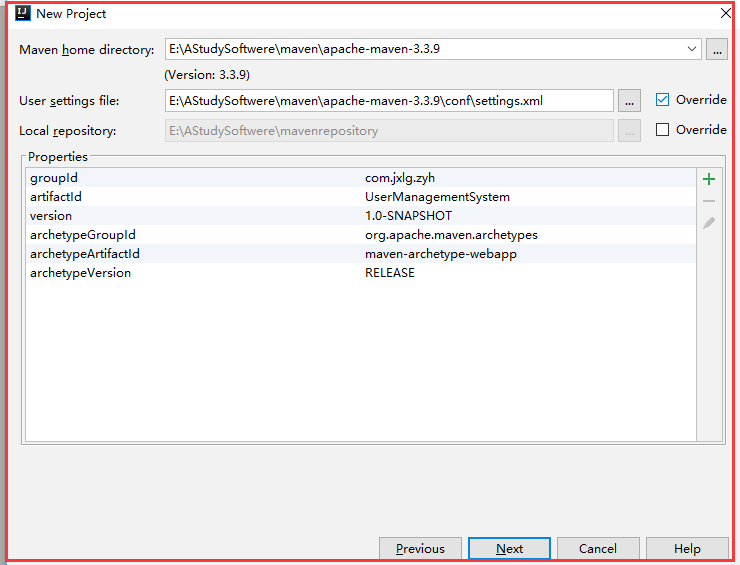 New Project
Maven home directory: E:\AStudySoftwere\maven\apache-maven-3.3.9 ...
(Version: 3.3.9)
User settings file: E:\AStudySoftwere\maven\apache-maven-3.3.9\conf\settings.xml ... Override
Local repository: E:\AStudySoftwere\mavenrepository ... Override
Properties
groupId com.jxlg.zyh
artifactId UserManagementSystem
version 1.0-SNAPSHOT
archetypeGroupId org.apache.maven.archetypes
archetypeArtifactId maven-archetype-webapp
archetypeVersion RELEASE
Previous Next Cancel Help